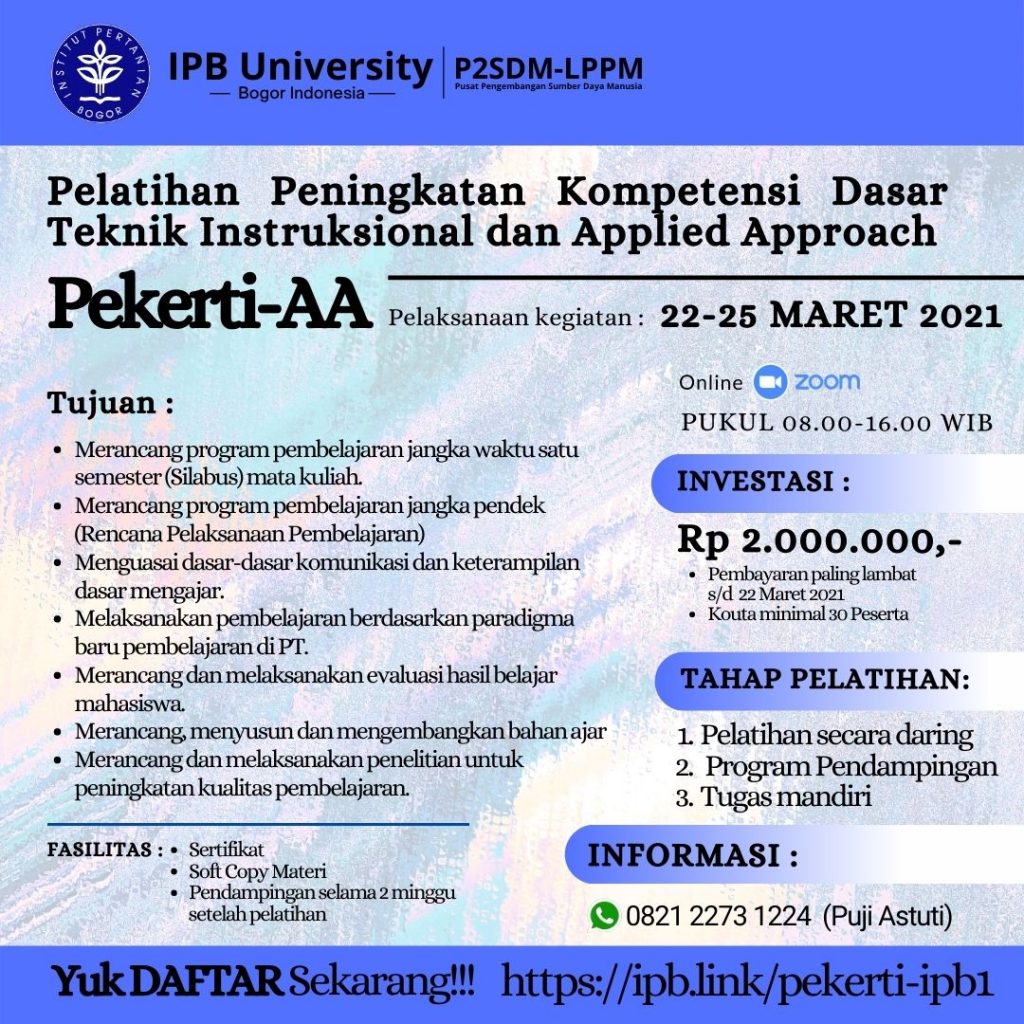 INSTITUT PERTANIAN
BOGOR
IPB University
Bogor Indonesia
P2SDM-LPPM
Pusat Pengembangan Sumber Daya Manusia
Pelatihan Peningkatan Kompetensi Dasar
Teknik Instruksional dan Applied Approach
Pekerti-AA
Pelaksanaan kegiatan : 22-25 MARET 2021
Online zoom
PUKUL 08.00-16.00 WIB
Tujuan :
• Merancang program pembelajaran jangka waktu satu
semester (Silabus) mata kuliah.
• Merancang program pembelajaran jangka pendek
(Rencana Pelaksanaan Pembelajaran)
• Menguasai dasar-dasar komunikasi dan keterampilan
dasar mengajar.
• Melaksanakan pembelajaran berdasarkan paradigma
baru pembelajaran di PT.
• Merancang dan melaksanakan evaluasi hasil belajar
mahasiswa.
• Merancang, menyusun dan mengembangkan bahan ajar
• Merancang dan melaksanakan penelitian untuk
peningkatan kualitas pembelajaran.
FASILITAS : • Sertifikat
• Soft Copy Materi
• Pendampingan selama 2 minggu
setelah pelatihan
INVESTASI :
Rp 2.000.000,-
• Pembayaran paling lambat
s/d 22 Maret 2021
• Kouta minimal 30 Peserta
TAHAP PELATIHAN:
1. Pelatihan secara daring
2. Program Pendampingan
3. Tugas mandiri
INFORMASI :
0821 2273 1224 (Puji Astuti)
Yuk DAFTAR Sekarang!!! https://ipb.link/pekerti-ipb1